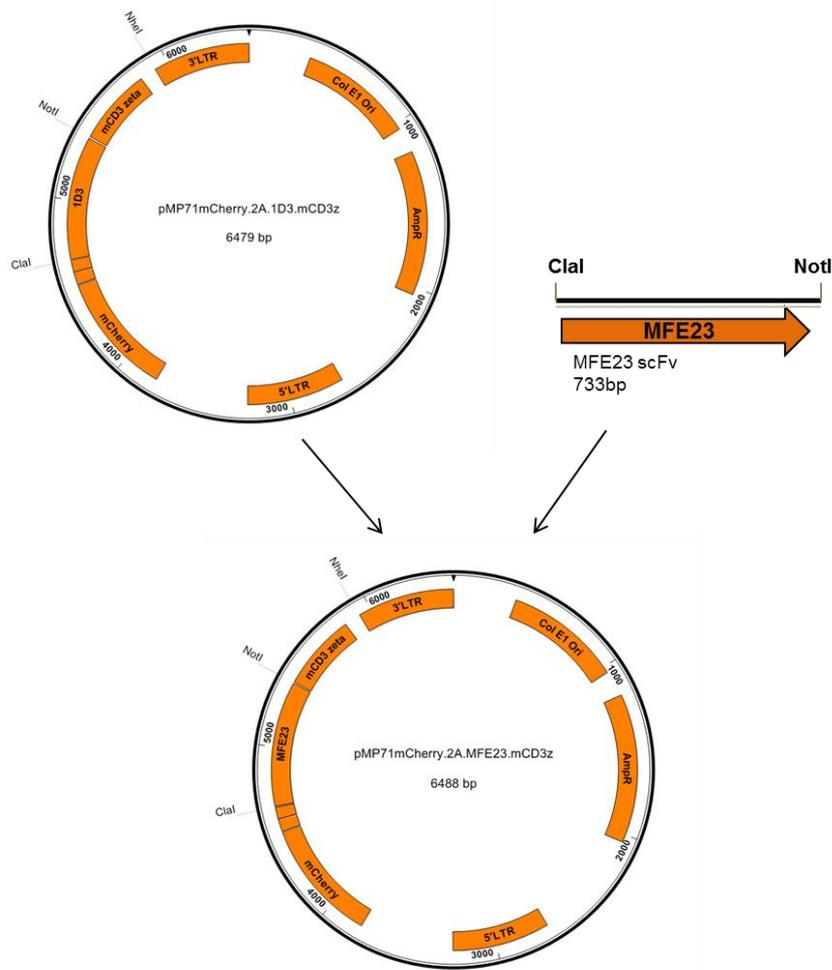 NheI
6000
3'LTR
Col E1 Ori
1000
NotI
mCD3 zeta
5000
1D3
pMP71mCherry.2A.1D3.mCD3z
6479 bp
AmpR
ClaI
2000
mCherry
4000
5'LTR
3000
ClaI
NotI
MFE23
MFE23 scFv
733bp
NheI
6000
3'LTR
Col E1 Ori
1000
NotI
mCD3 zeta
5000
MFE23
pMP71mCherry.2A.MFE23.mCD3z
6488 bp
AmpR
ClaI
2000
mCherry
4000
5'LTR
3000